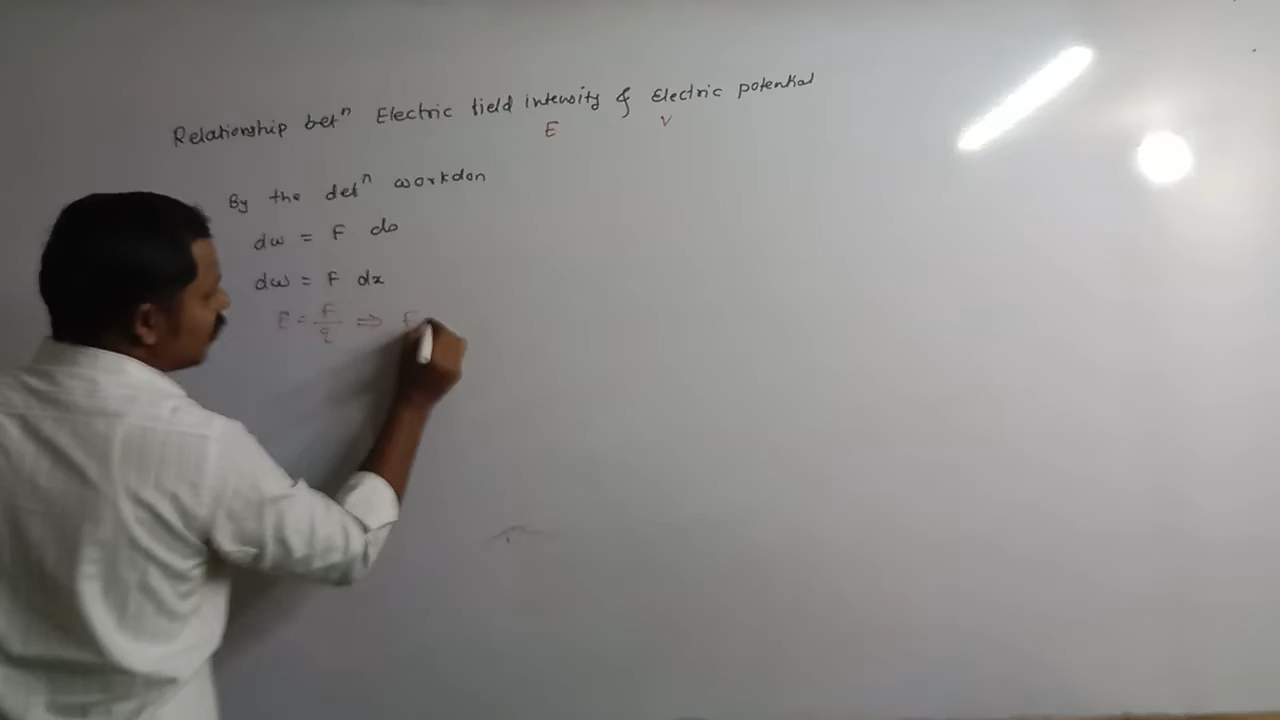 Relationship betⁿ Electric field intensity & Electric potential
E V
By the defⁿ workdon
dw = F ds
dw = F dx
E = F/q ⇒ F